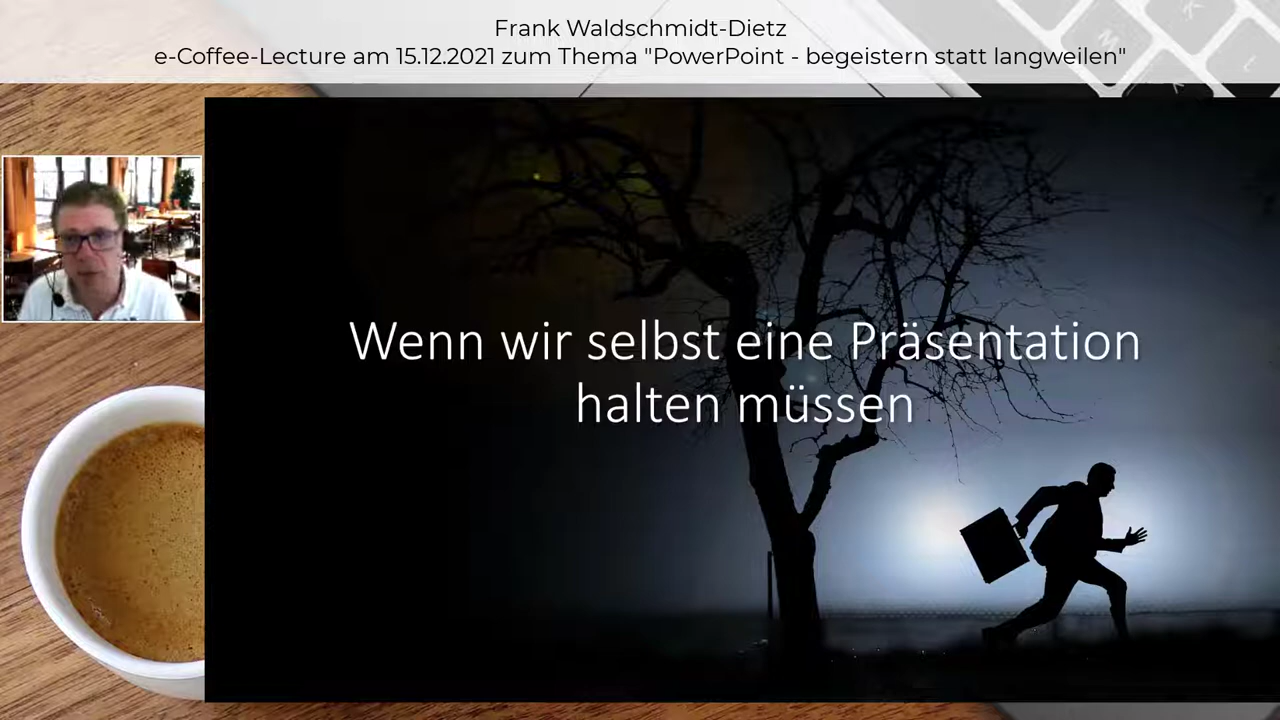 Frank Waldschmidt-Dietz
e-Coffee-Lecture am 15.12.2021 zum Thema "PowerPoint - begeistern statt langweilen"
Wenn wir selbst eine Präsentation
halten müssen